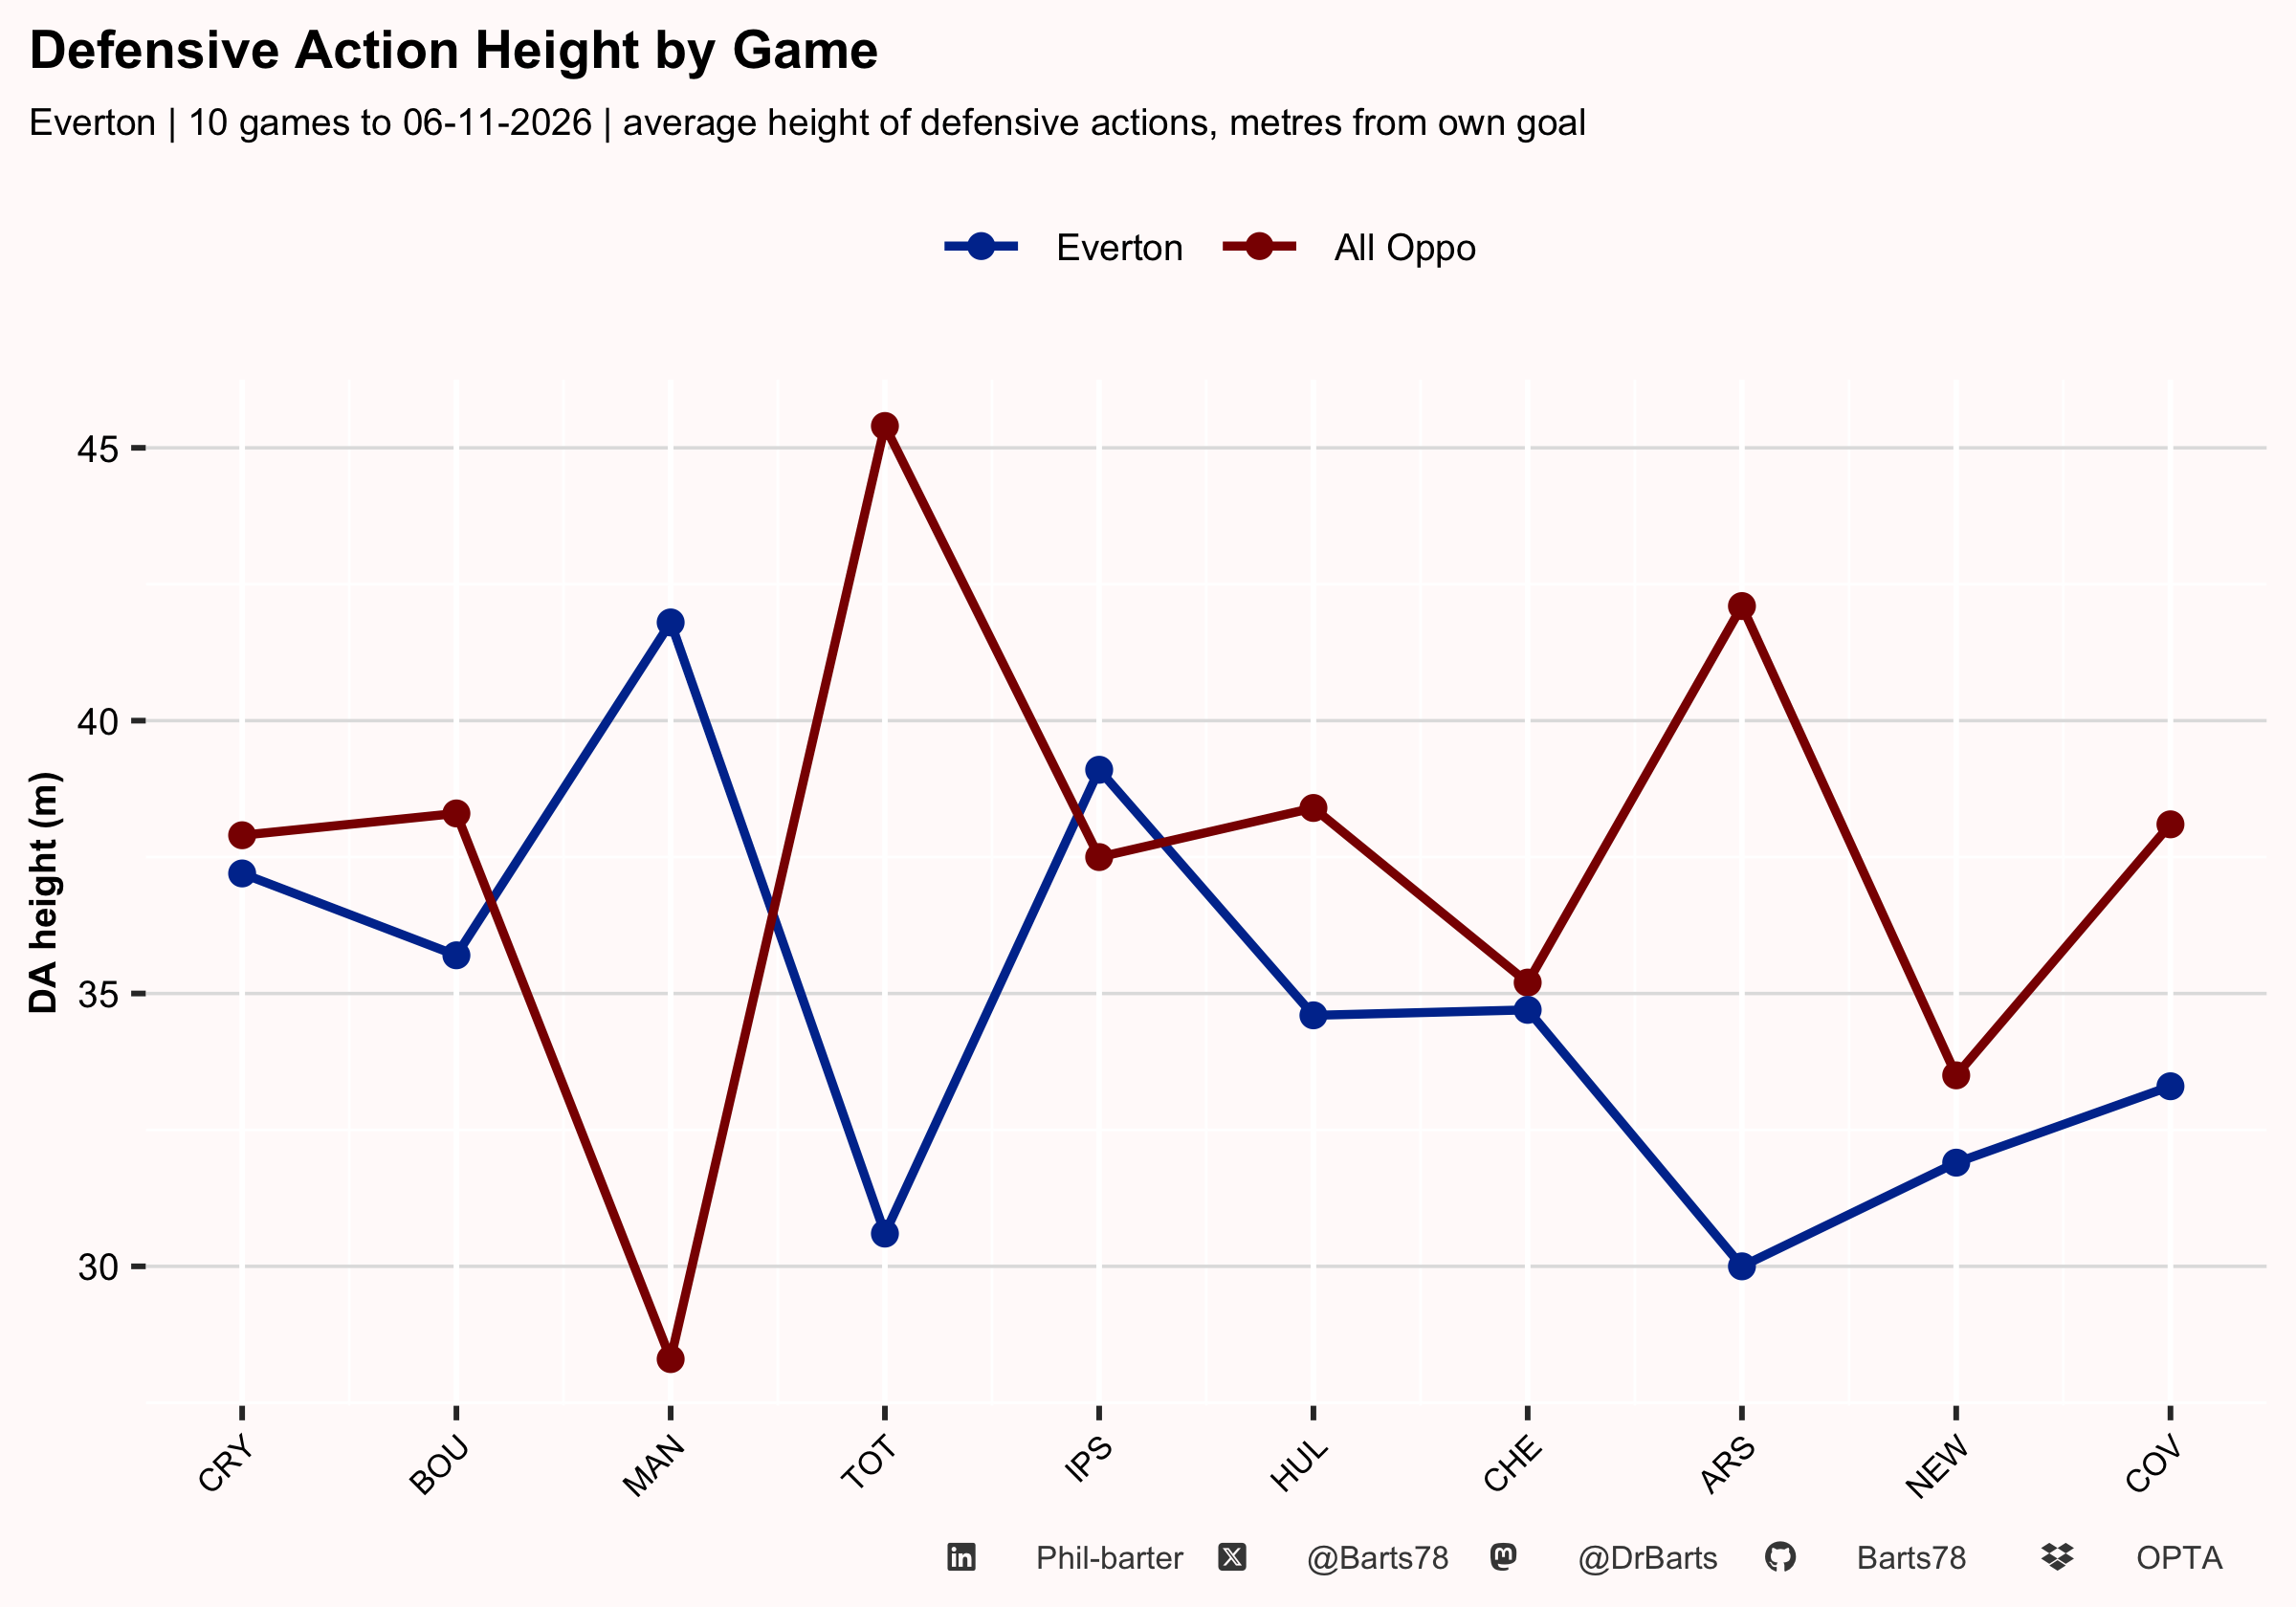 Defensive Action Height by Game
Everton | 10 games to 06-11-2026 | average height of defensive actions, metres from own goal
Everton All Oppo
45
40
35
30
DA height (m)
CRY BOU MAN TOT IPS HUL CHE ARS NEW COV
Phil-barter @Barts78 @DrBarts Barts78 OPTA